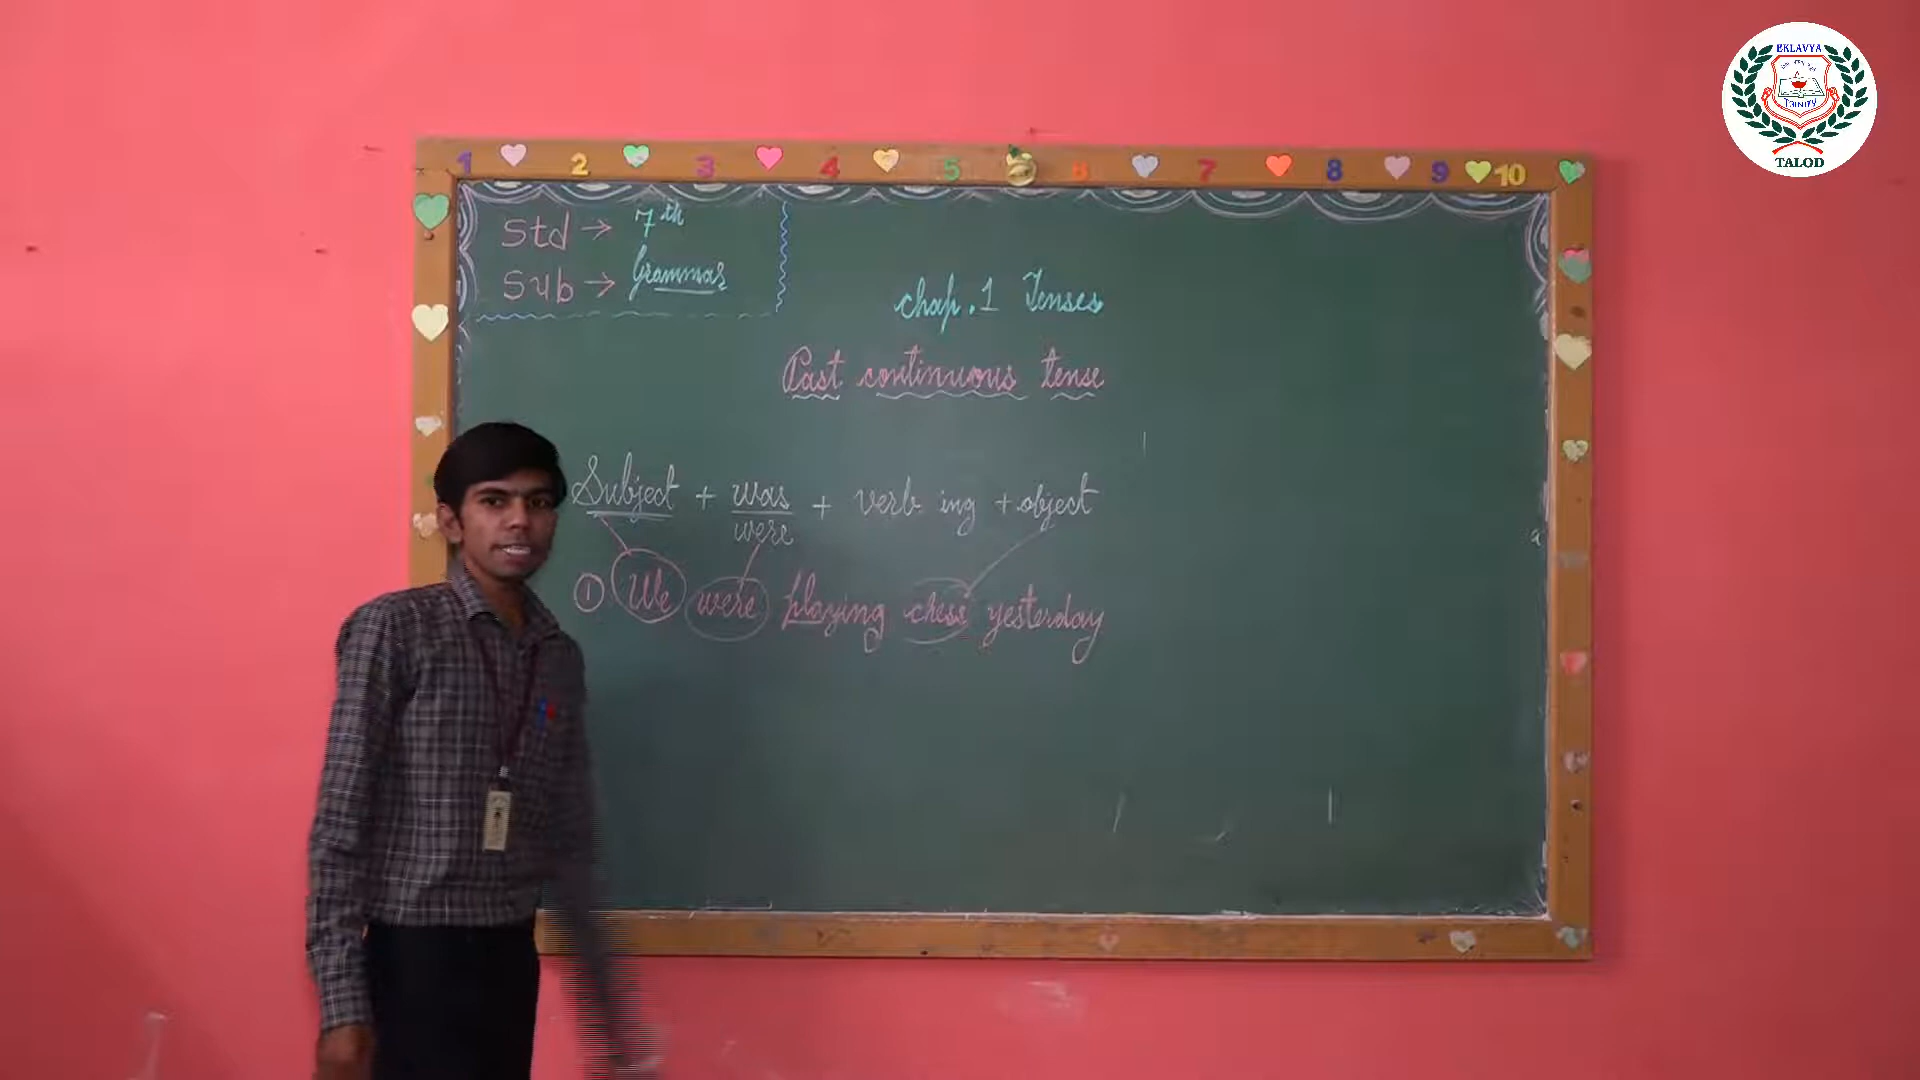 EKLAVYA
TRINITY
TALOD
1 2 3 4 5 6 7 8 9 10
Std → 7th
Sub → Grammar
Chap. 1 Tenses
Past continuous tense
Subject + was + verb ing + object
were
① We were playing chess yesterday